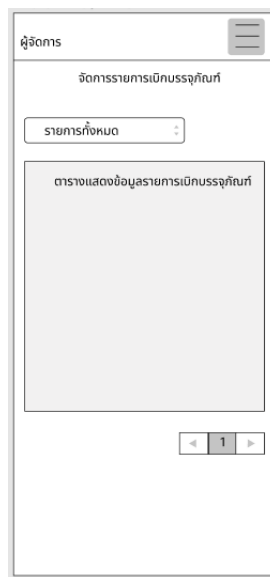 ผู้จัดการ
จัดการรายการเบิกบรรจุภัณฑ์
รายการทั้งหมด
ตารางแสดงข้อมูลรายการเบิกบรรจุภัณฑ์
1